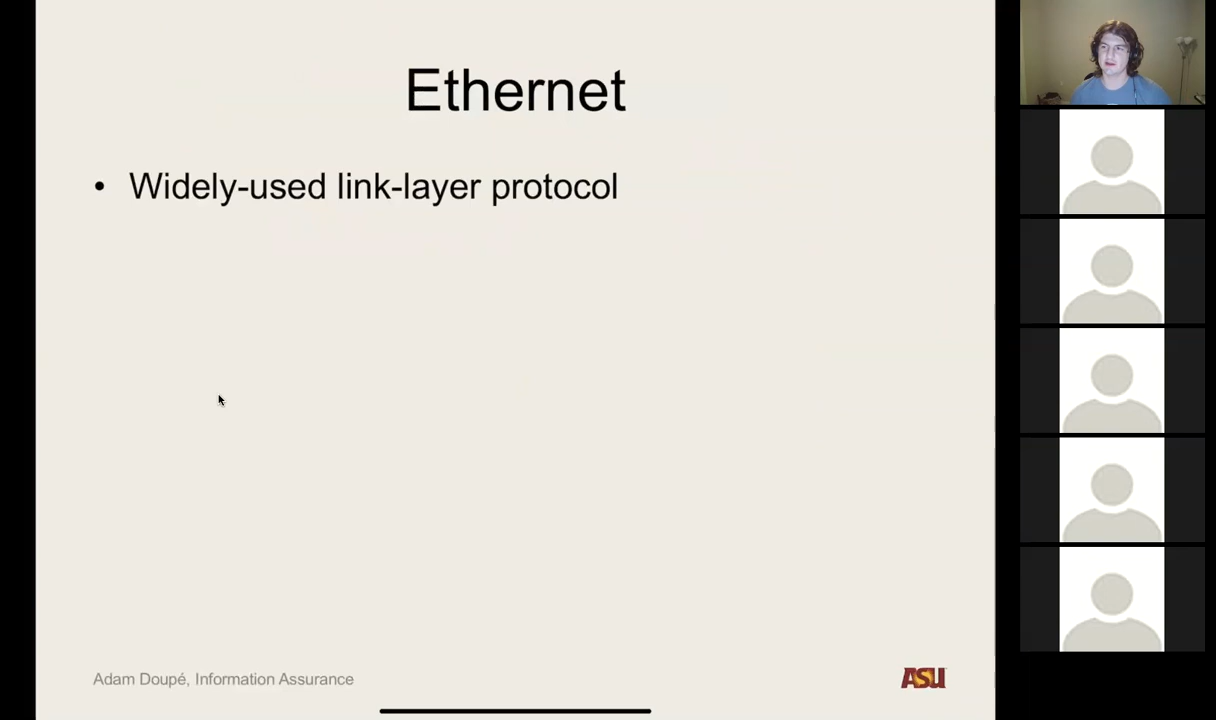 Ethernet
• Widely-used link-layer protocol
Adam Doupé, Information Assurance
ASU